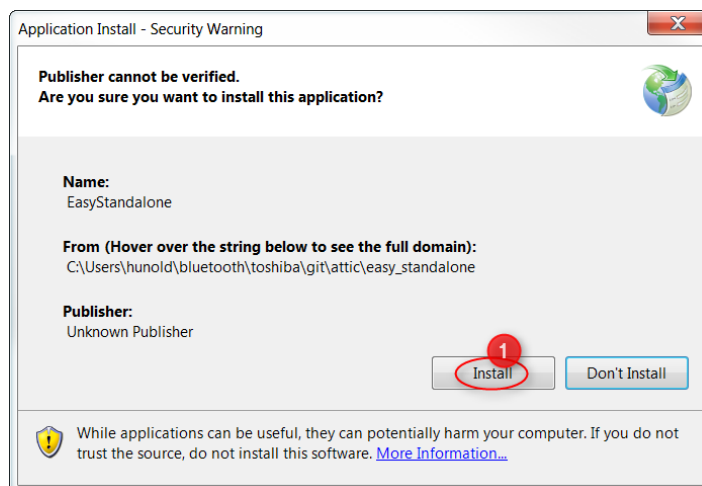 Application Install - Security Warning
Publisher cannot be verified.
Are you sure you want to install this application?
Name:
EasyStandalone
From (Hover over the string below to see the full domain):
C:\Users\hunold\bluetooth\toshiba\git\attic\easy_standalone
Publisher:
Unknown Publisher
1
Install
Don't Install
While applications can be useful, they can potentially harm your computer. If you do not
trust the source, do not install this software. More Information...